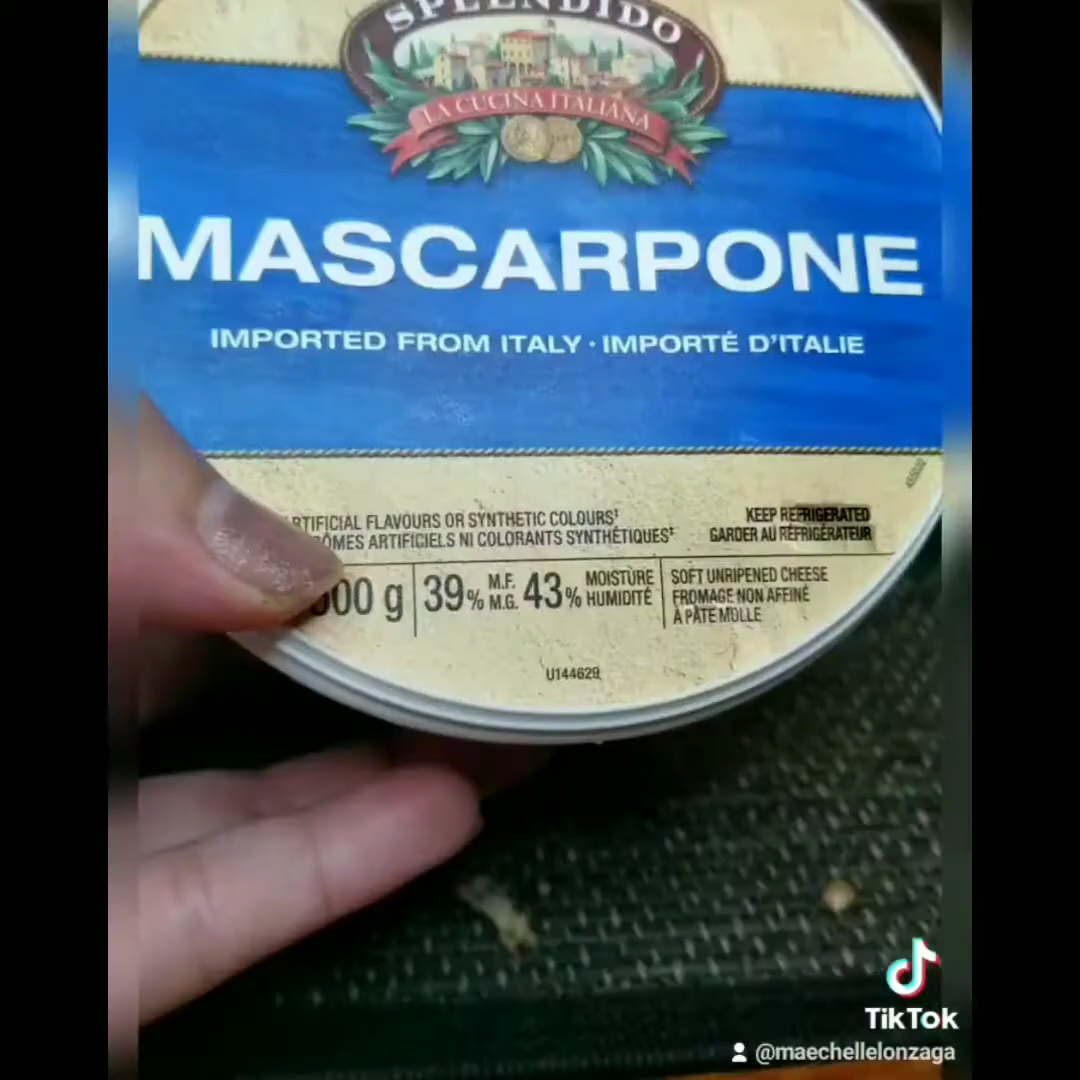 SPLENDIDO
LA CUCINA ITALIANA
MASCARPONE
IMPORTED FROM ITALY · IMPORTÉ D'ITALIE
RTIFICIAL FLAVOURS OR SYNTHETIC COLOURS‡
ÔMES ARTIFICIELS NI COLORANTS SYNTHÉTIQUES‡
KEEP REFRIGERATED
GARDER AU RÉFRIGÉRATEUR
00 g
39% M.F. M.G.
43% MOISTURE HUMIDITÉ
SOFT UNRIPENED CHEESE
FROMAGE NON AFFINÉ
À PÂTE MOLLE
U144629
TikTok
@maechellelonzaga